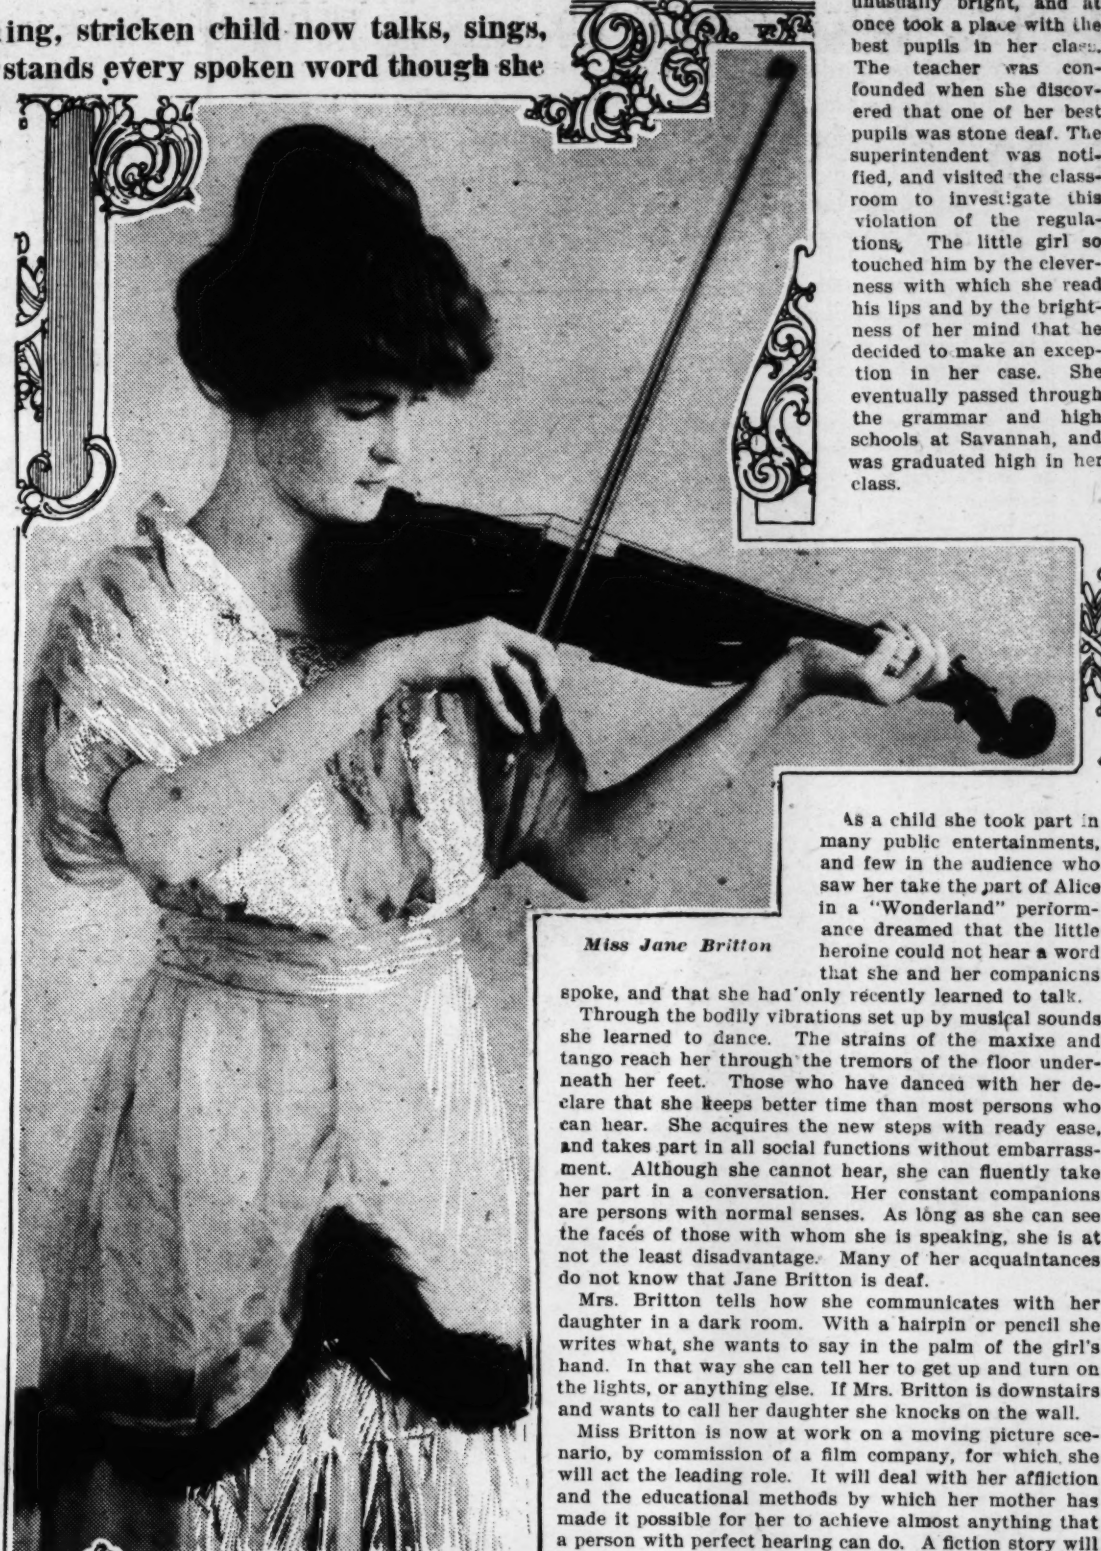 ing, stricken child now talks, sings,
stands every spoken word though she
unusually bright, and at
once took a place with the
best pupils in her class.
The teacher was con-
founded when she discov-
ered that one of her best
pupils was stone deaf. The
superintendent was noti-
fied, and visited the class-
room to investigate this
violation of the regula-
tions. The little girl so
touched him by the clever-
ness with which she read
his lips and by the bright-
ness of her mind that he
decided to make an excep-
tion in her case. She
eventually passed through
the grammar and high
schools at Savannah, and
was graduated high in her
class.
Miss Jane Britton
As a child she took part in
many public entertainments,
and few in the audience who
saw her take the part of Alice
in a "Wonderland" perform-
ance dreamed that the little
heroine could not hear a word
that she and her companions
spoke, and that she had only recently learned to talk.
Through the bodily vibrations set up by musical sounds
she learned to dance. The strains of the maxixe and
tango reach her through the tremors of the floor under-
neath her feet. Those who have danced with her de-
clare that she keeps better time than most persons who
can hear. She acquires the new steps with ready ease,
and takes part in all social functions without embarrass-
ment. Although she cannot hear, she can fluently take
her part in a conversation. Her constant companions
are persons with normal senses. As long as she can see
the faces of those with whom she is speaking, she is at
not the least disadvantage. Many of her acquaintances
do not know that Jane Britton is deaf.
Mrs. Britton tells how she communicates with her
daughter in a dark room. With a hairpin or pencil she
writes what she wants to say in the palm of the girl's
hand. In that way she can tell her to get up and turn on
the lights, or anything else. If Mrs. Britton is downstairs
and wants to call her daughter she knocks on the wall.
Miss Britton is now at work on a moving picture sce-
nario, by commission of a film company, for which she
will act the leading role. It will deal with her affliction
and the educational methods by which her mother has
made it possible for her to achieve almost anything that
a person with perfect hearing can do. A fiction story will